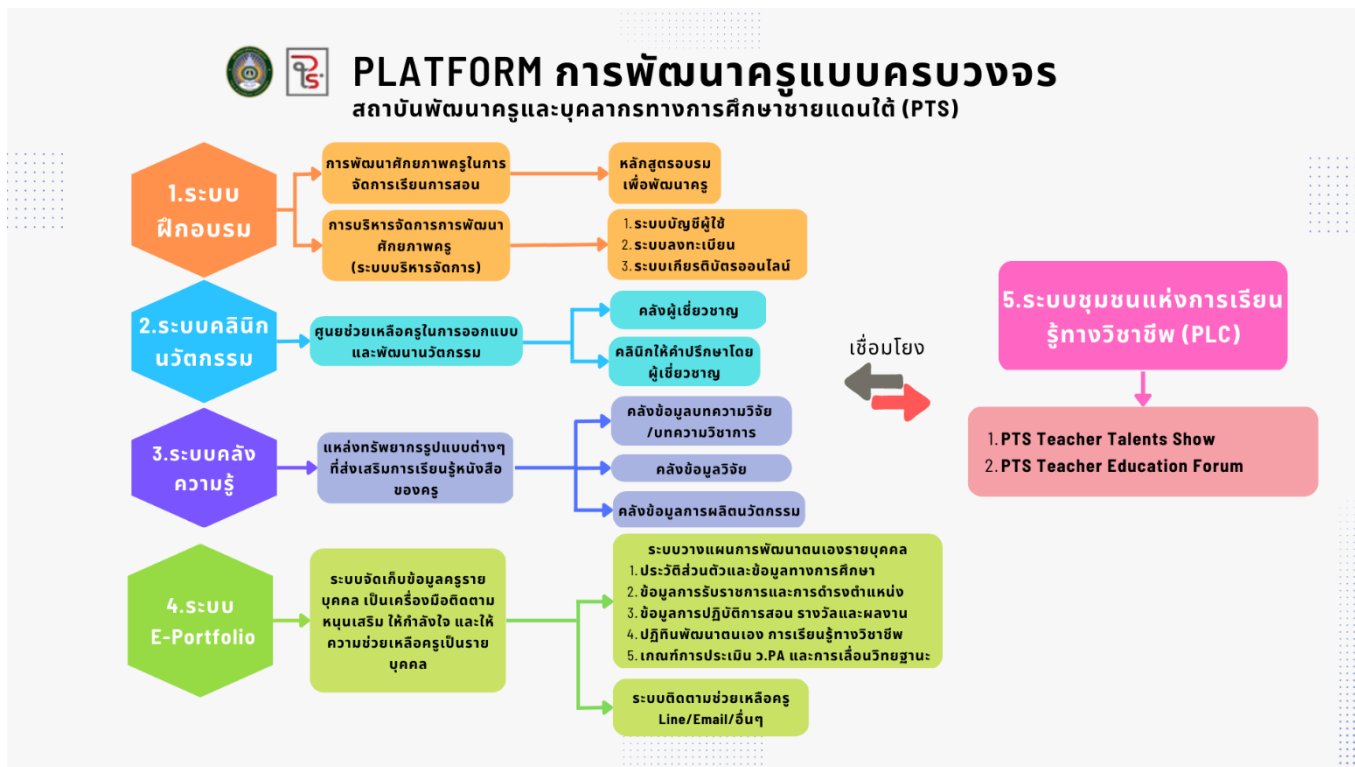 PLATFORM การพัฒนาครูแบบครบวงจร
สถาบันพัฒนาครูและบุคลากรทางการศึกษาชายแดนใต้ (PTS)
1.ระบบ
ฝึกอบรม
การพัฒนาศักยภาพครูในการ
จัดการเรียนการสอน
หลักสูตรอบรม
เพื่อพัฒนาครู
การบริหารจัดการการพัฒนา
ศักยภาพครู
(ระบบบริหารจัดการ)
1. ระบบบัญชีผู้ใช้
2. ระบบลงทะเบียน
3. ระบบเกียรติบัตรออนไลน์
2.ระบบคลินิก
นวัตกรรม
ศูนยช่วยเหลือครูในการออกแบบ
และพัฒนานวัตกรรม
คลังผู้เชี่ยวชาญ
คลินิกให้คำปรึกษาโดย
ผู้เชี่ยวชาญ
3.ระบบคลัง
ความรู้
แหล่งทรัพยากรรูปแบบต่างๆ
ที่ส่งเสริมการเรียนรู้หนังสือ
ของครู
คลังข้อมูลบทความวิจัย
/บทความวิชาการ
คลังข้อมูลวิจัย
คลังข้อมูลการผลิตนวัตกรรม
4.ระบบ
E-Portfolio
ระบบจัดเก็บข้อมูลครูราย
บุคคล เป็นเครื่องมือติดตาม
หนุนเสริม ให้กำลังใจ และให้
ความช่วยเหลือครูเป็นราย
บุคคล
ระบบวางแผนการพัฒนาตนเองรายบุคคล
1. ประวัติส่วนตัวและข้อมูลทางการศึกษา
2. ข้อมูลการรับราชการและการดำรงตำแหน่ง
3. ข้อมูลการปฏิบัติการสอน รางวัลและผลงาน
4. ปฏิทินพัฒนาตนเอง การเรียนรู้ทางวิชาชีพ
5. เกณฑ์การประเมิน ว.PA และการเลื่อนวิทยฐานะ
ระบบติดตามช่วยเหลือครู
Line/Email/อื่นๆ
เชื่อมโยง
5.ระบบชุมชนแห่งการเรียน
รู้ทางวิชาชีพ (PLC)
1. PTS Teacher Talents Show
2. PTS Teacher Education Forum